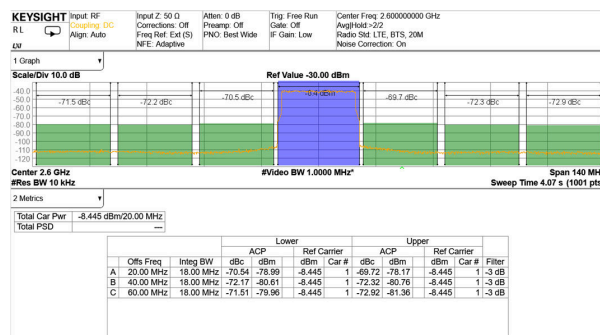 KEYSIGHT Input: RF Input Z: 50 Ω Atten: 0 dB Trig: Free Run Center Freq: 2.600000000 GHz
RL Coupling: DC Corrections: Off Preamp: Off Gate: Off Avg|Hold:>2/2
Align: Auto Freq Ref: Ext (S) PNO: Best Wide IF Gain: Low Radio Std: LTE, BTS, 20M
LXI NFE: Adaptive Noise Correction: On
1 Graph
Scale/Div 10.0 dB Ref Value -30.00 dBm
-40.0
-50.0
-60.0
-70.0
-80.0
-90.0
-100
-110
-120
-71.5 dBc -72.2 dBc -70.5 dBc -8.4 dBm -69.7 dBc -72.3 dBc -72.9 dBc
Center 2.6 GHz #Video BW 1.0000 MHz* Span 140 MH
#Res BW 10 kHz Sweep Time 4.07 s (1001 pts
2 Metrics
Total Car Pwr -8.445 dBm/20.00 MHz
Total PSD ---
Lower Upper
ACP Ref Carrier ACP Ref Carrier
Offs Freq Integ BW dBc dBm dBm Car # dBc dBm dBm Car # Filter
A 20.00 MHz 18.00 MHz -70.54 -78.99 -8.445 1 -69.72 -78.17 -8.445 1 -3 dB
B 40.00 MHz 18.00 MHz -72.17 -80.61 -8.445 1 -72.32 -80.76 -8.445 1 -3 dB
C 60.00 MHz 18.00 MHz -71.51 -79.96 -8.445 1 -72.92 -81.36 -8.445 1 -3 dB